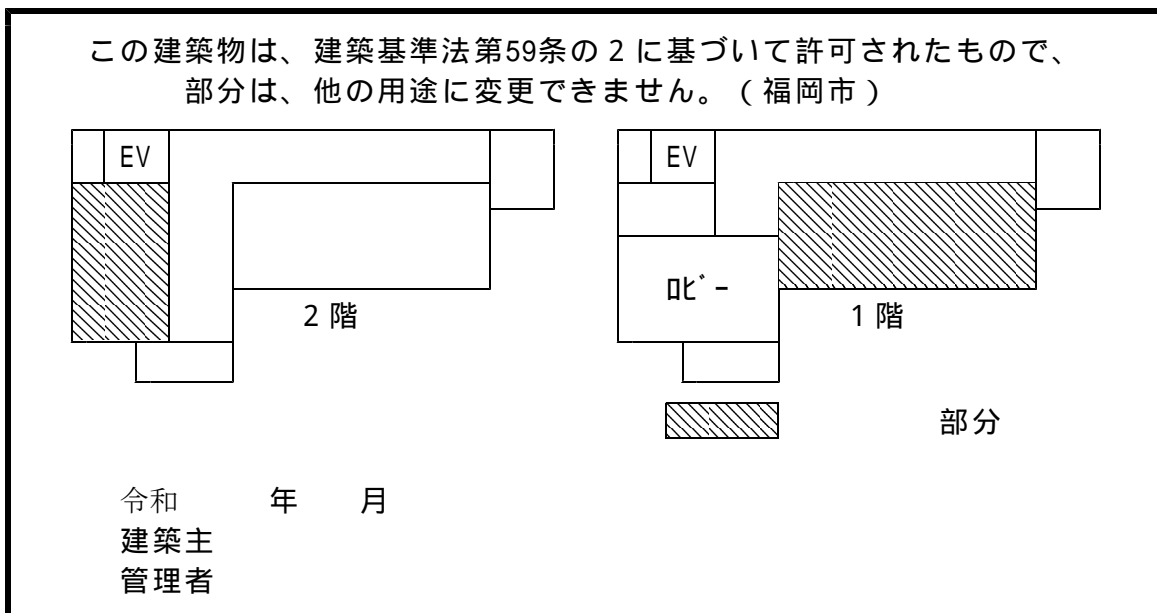 この建築物は、建築基準法第59条の２に基づいて許可されたもので、
部分は、他の用途に変更できません。（福岡市）
EV
EV
ﾛﾋﾞｰ
２階
１階
部分
令和　　年　　月
建築主
管理者